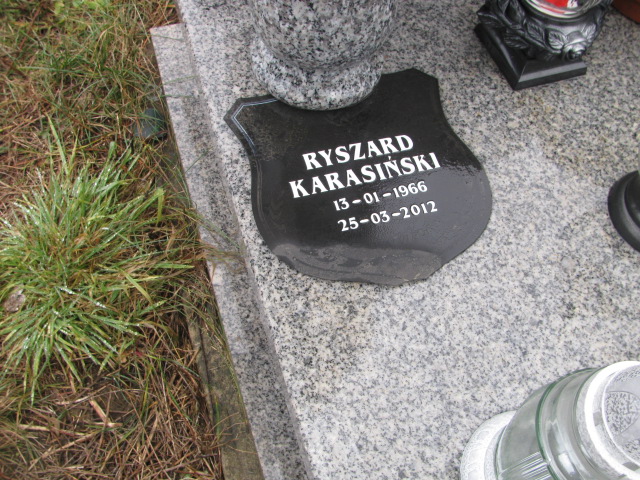 RYSZARD
KARASIŃSKI
13-01-1966
25-03-2012